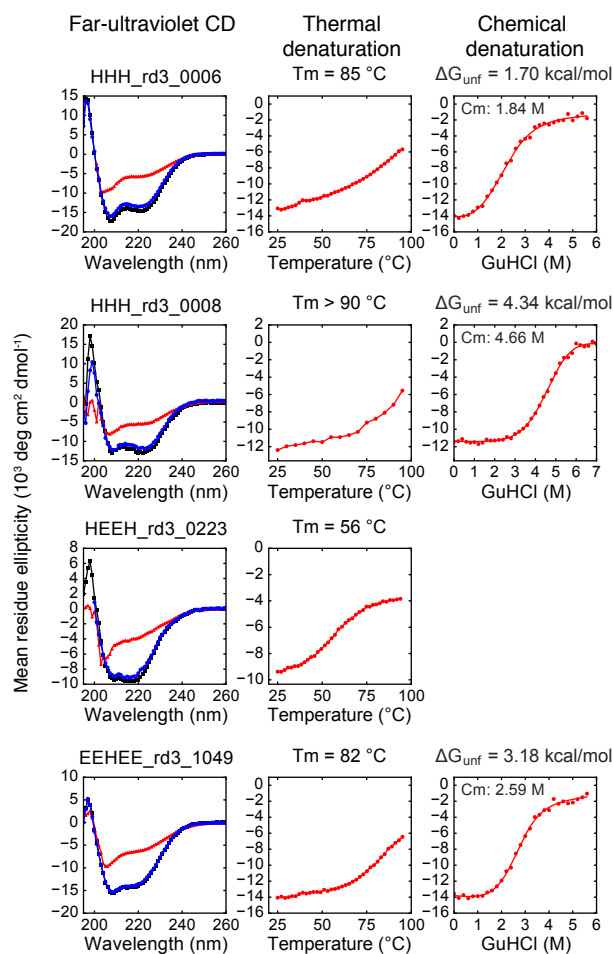 Far-ultraviolet CD
Thermal
denaturation
Chemical
denaturation
Mean residue ellipticity (10³ deg cm² dmol⁻¹)
HHH_rd3_0006
Tm = 85 °C
ΔG_unf = 1.70 kcal/mol
Cm: 1.84 M
15
10
5
0
−5
−10
−15
−20
200 220 240 260
Wavelength (nm)
0
−2
−4
−6
−8
−10
−12
−14
25 50 75 100
Temperature (°C)
0
−2
−4
−6
−8
−10
−12
−14
0 1 2 3 4 5 6
GuHCl (M)
HHH_rd3_0008
Tm > 90 °C
ΔG_unf = 4.34 kcal/mol
Cm: 4.66 M
20
15
10
5
0
−5
−10
−15
200 220 240 260
Wavelength (nm)
2
0
−2
−4
−6
−8
−10
−12
25 50 75 100
Temperature (°C)
2
0
−2
−4
−6
−8
−10
−12
0 1 2 3 4 5 6 7
GuHCl (M)
HEEH_rd3_0223
Tm = 56 °C
8
6
4
2
0
−2
−4
−6
−8
−10
200 220 240 260
Wavelength (nm)
0
−2
−4
−6
−8
−10
25 50 75 100
Temperature (°C)
EEHEE_rd3_1049
Tm = 82 °C
ΔG_unf = 3.18 kcal/mol
Cm: 2.59 M
10
5
0
−5
−10
−15
−20
200 220 240 260
Wavelength (nm)
0
−2
−4
−6
−8
−10
−12
−14
−16
25 50 75 100
Temperature (°C)
0
−2
−4
−6
−8
−10
−12
−14
−16
0 1 2 3 4 5 6
GuHCl (M)